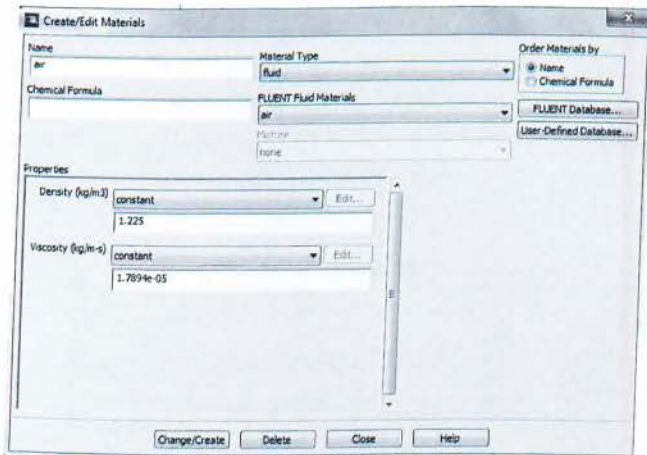 Create/Edit Materials
Name
air
Material Type
fluid
Order Materials by
Name
Chemical Formula
Chemical Formula
FLUENT Fluid Materials
air
FLUENT Database...
User-Defined Database...
Mixture
none
Properties
Density (kg/m3)
constant
Edit...
1.225
Viscosity (kg/m-s)
constant
Edit...
1.7894e-05
Change/Create
Delete
Close
Help